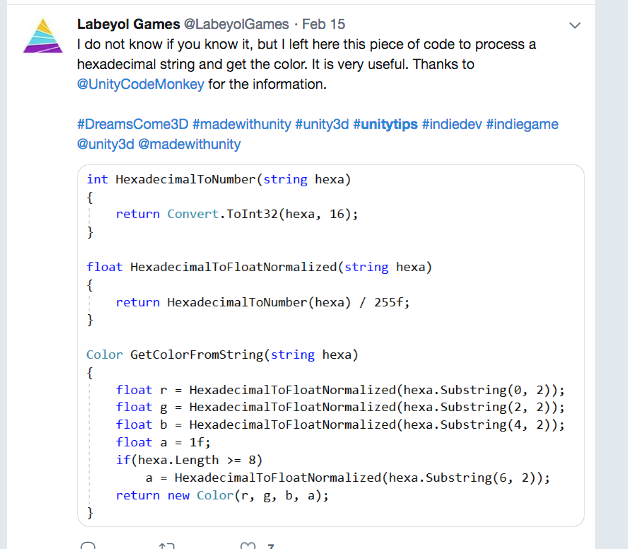 Labeyol Games @LabeyolGames · Feb 15
I do not know if you know it, but I left here this piece of code to process a
hexadecimal string and get the color. It is very useful. Thanks to
@UnityCodeMonkey for the information.
#DreamsCome3D #madewithunity #unity3d #unitytips #indiedev #indiegame
@unity3d @madewithunity
int HexadecimalToNumber(string hexa)
{
    return Convert.ToInt32(hexa, 16);
}
float HexadecimalToFloatNormalized(string hexa)
{
    return HexadecimalToNumber(hexa) / 255f;
}
Color GetColorFromString(string hexa)
{
    float r = HexadecimalToFloatNormalized(hexa.Substring(0, 2));
    float g = HexadecimalToFloatNormalized(hexa.Substring(2, 2));
    float b = HexadecimalToFloatNormalized(hexa.Substring(4, 2));
    float a = 1f;
    if(hexa.Length >= 8)
        a = HexadecimalToFloatNormalized(hexa.Substring(6, 2));
    return new Color(r, g, b, a);
}